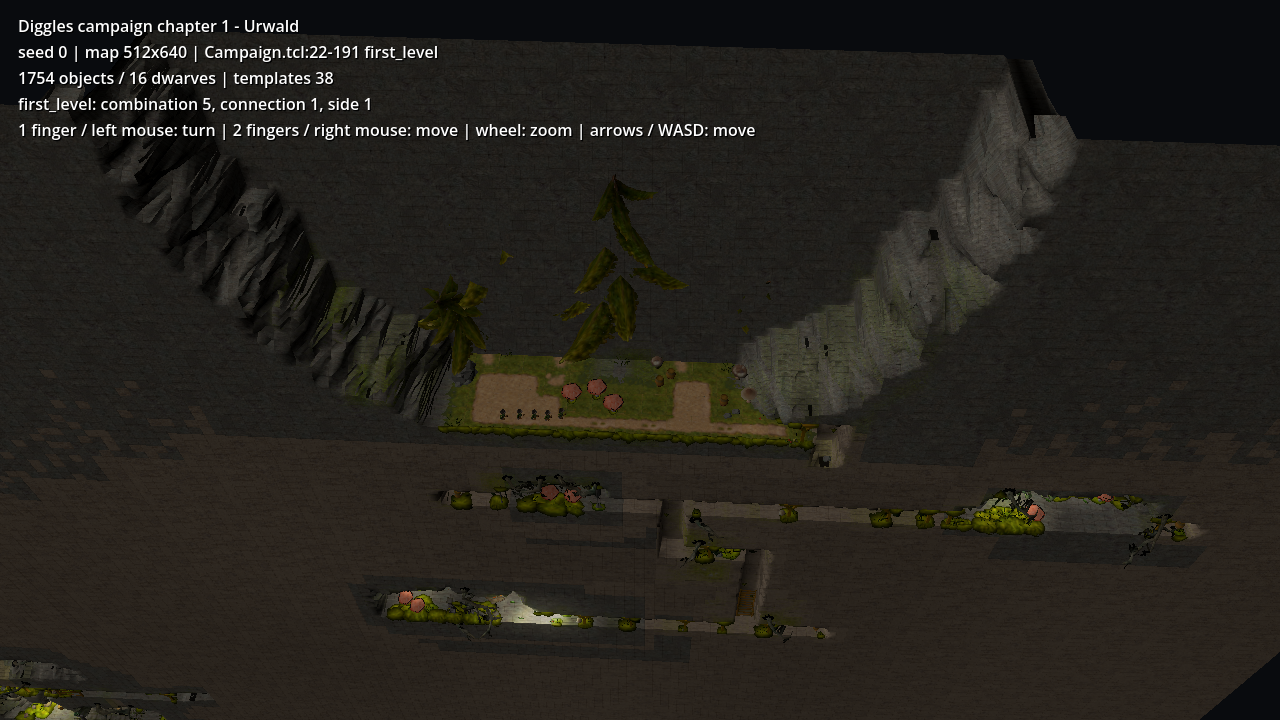 Diggles campaign chapter 1 - Urwald
seed 0 | map 512x640 | Campaign.tcl:22-191 first_level
1754 objects / 16 dwarves | templates 38
first_level: combination 5, connection 1, side 1
1 finger / left mouse: turn | 2 fingers / right mouse: move | wheel: zoom | arrows / WASD: move